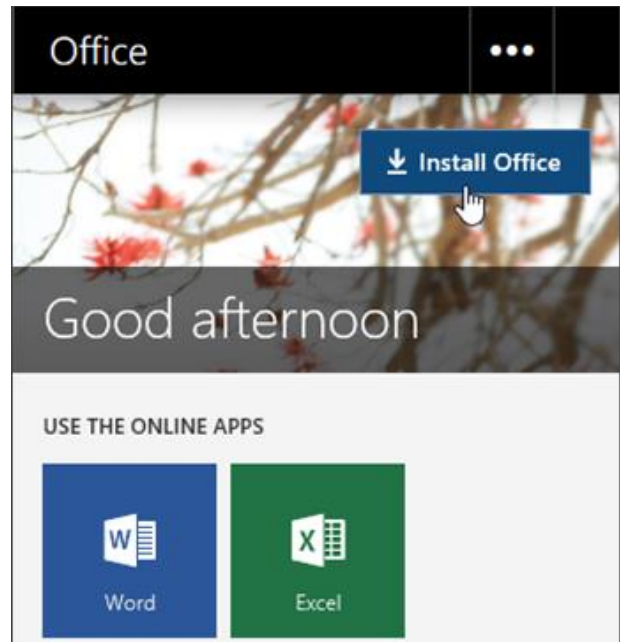 Office
Install Office
Good afternoon
USE THE ONLINE APPS
W
X
Word
Excel